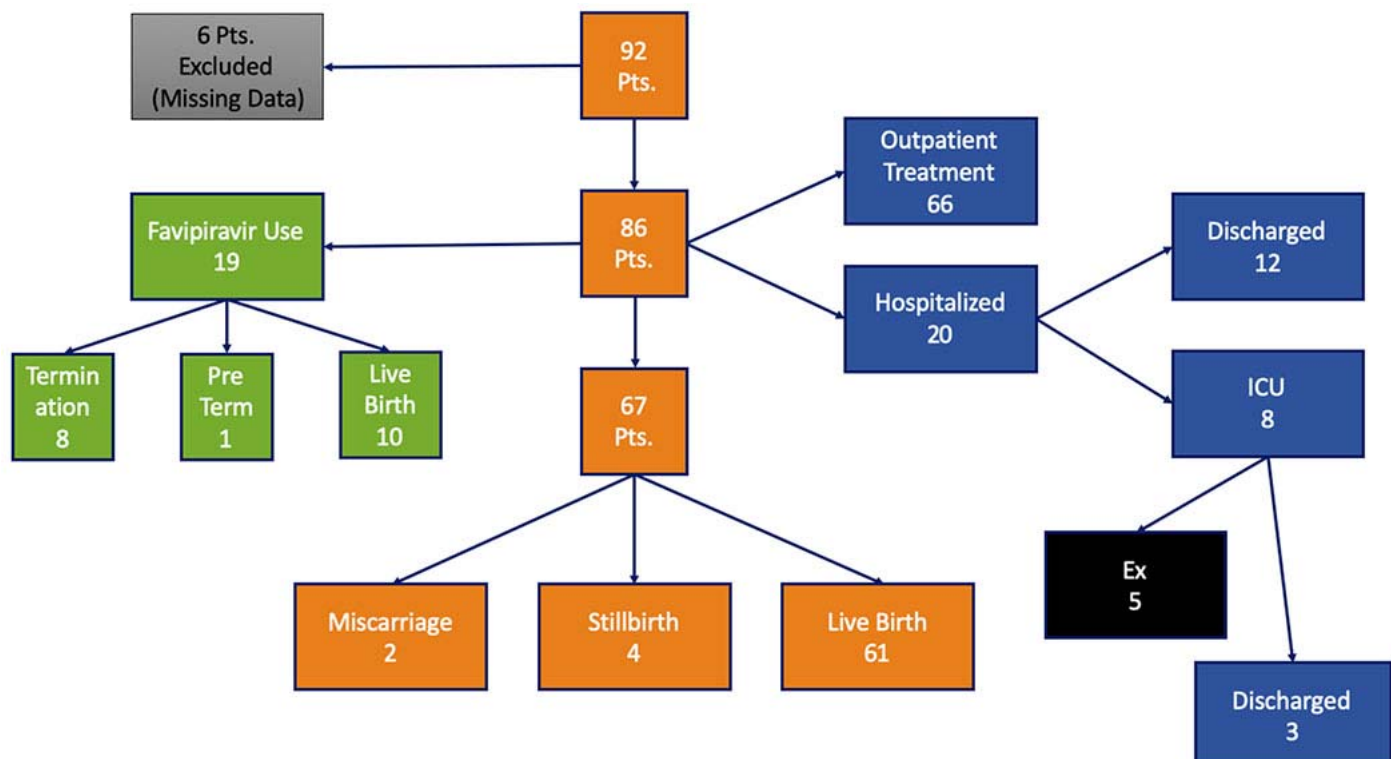 6 Pts.
Excluded
(Missing Data)
92
Pts.
Outpatient
Treatment
66
Favipiravir Use
19
86
Pts.
Discharged
12
Hospitalized
20
Termin
ation
8
Pre
Term
1
Live
Birth
10
67
Pts.
ICU
8
Ex
5
Miscarriage
2
Stillbirth
4
Live Birth
61
Discharged
3